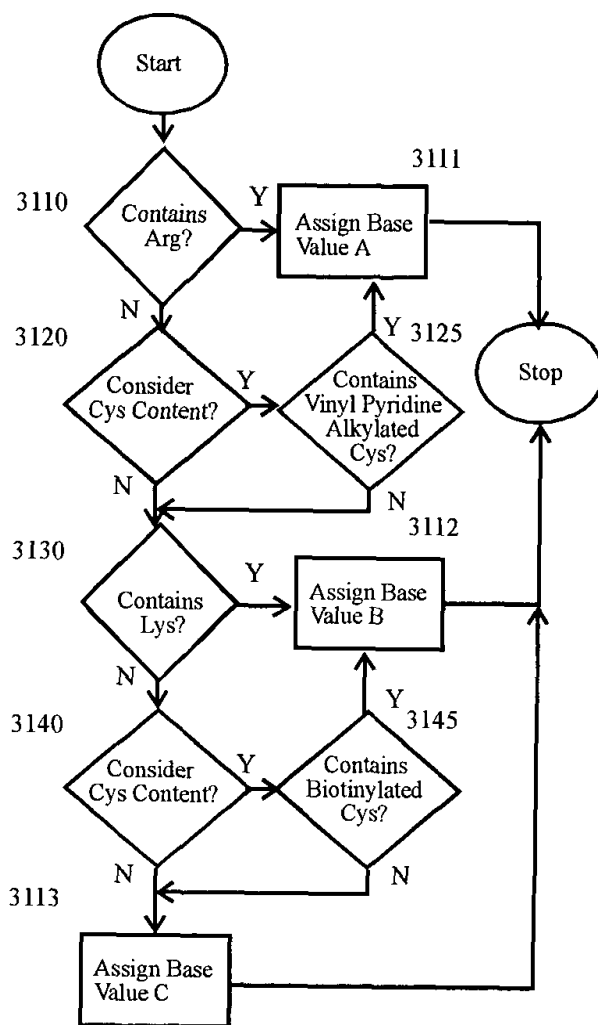 Start
3110
Contains
Arg?
Y
3111
Assign Base
Value A
N
3120
Consider
Cys Content?
Y
Y
3125
Contains
Vinyl Pyridine
Alkylated
Cys?
Stop
N
N
3112
3130
Contains
Lys?
Y
Assign Base
Value B
N
3140
Consider
Cys Content?
Y
Y
3145
Contains
Biotinylated
Cys?
N
N
3113
Assign Base
Value C